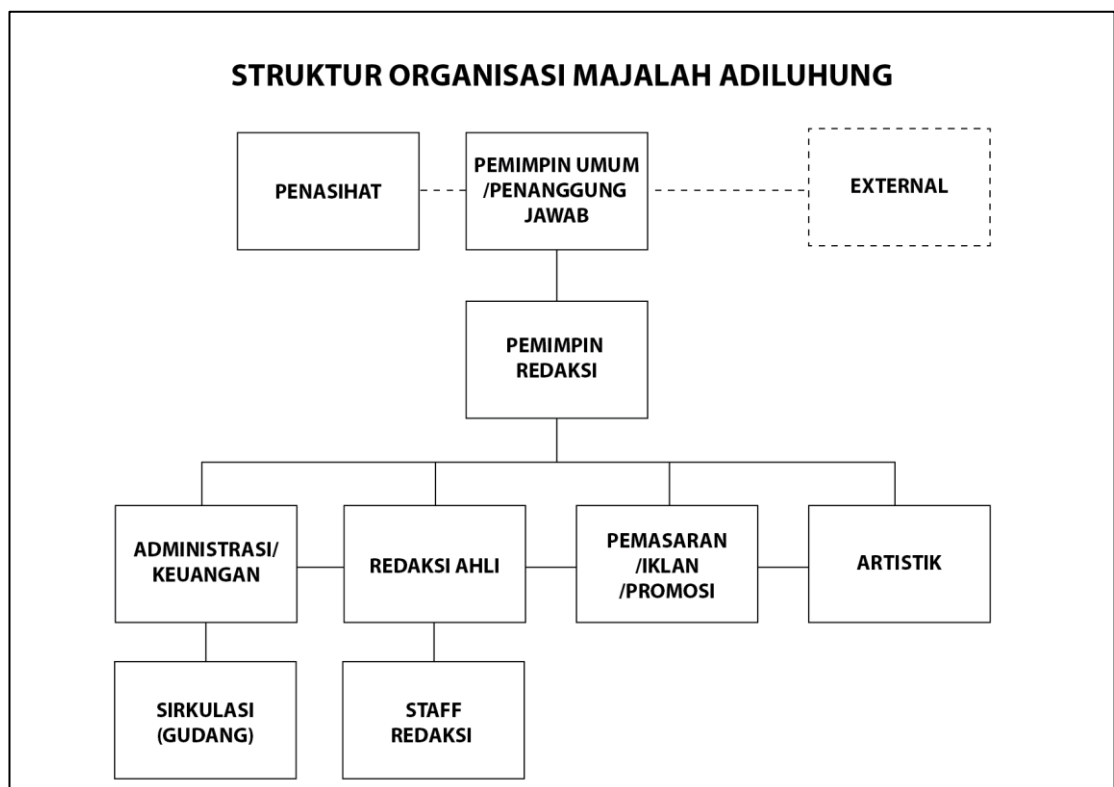 STRUKTUR ORGANISASI MAJALAH ADILUHUNG
PENASIHAT
PEMIMPIN UMUM
/PENANGGUNG
JAWAB
EXTERNAL
PEMIMPIN
REDAKSI
ADMINISTRASI/
KEUANGAN
REDAKSI AHLI
PEMASARAN
/IKLAN
/PROMOSI
ARTISTIK
SIRKULASI
(GUDANG)
STAFF
REDAKSI